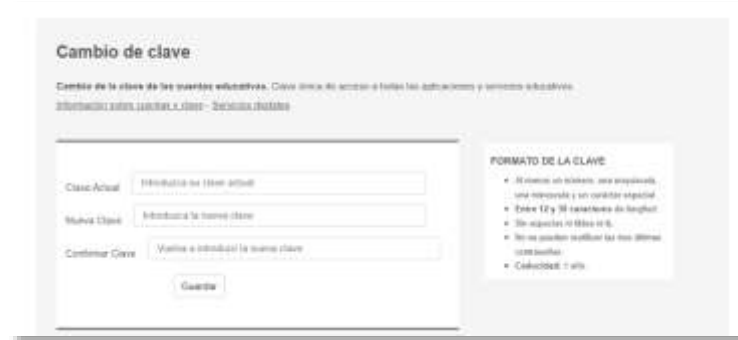 Cambio de clave
Cambio de la clave de las cuentas educativas. Clave única de acceso a todas las aplicaciones y servicios educativos.
Información sobre cuentas y clave - Servicios digitales
Clave Actual
Introduzca su clave actual
Nueva Clave
Introduzca la nueva clave
Confirmar Clave
Vuelva a introducir la nueva clave
Guardar
FORMATO DE LA CLAVE
Al menos un número, una mayúscula,
una minúscula y un carácter especial.
Entre 12 y 30 caracteres de longitud.
Sin espacios ni tildes ni ñ.
No se pueden reutilizar las tres últimas
contraseñas.
Caducidad: 1 año.